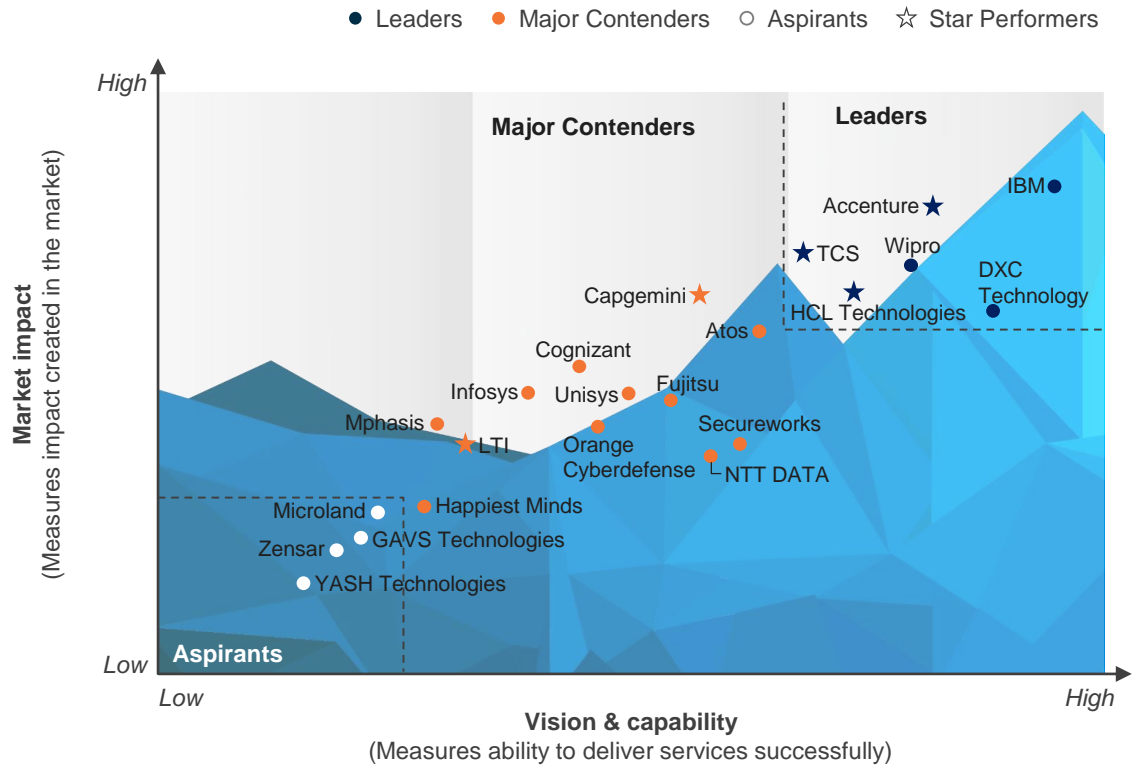 Leaders Major Contenders Aspirants Star Performers
High
Major Contenders
Leaders
IBM
Accenture
TCS
Wipro
DXC
Technology
Capgemini
HCL Technologies
Atos
Cognizant
Infosys
Unisys
Fujitsu
Mphasis
LTI
Orange
Cyberdefense
Secureworks
NTT DATA
Happiest Minds
Microland
GAVS Technologies
Zensar
YASH Technologies
Aspirants
Market impact
(Measures impact created in the market)
Low
Low
High
Vision & capability
(Measures ability to deliver services successfully)